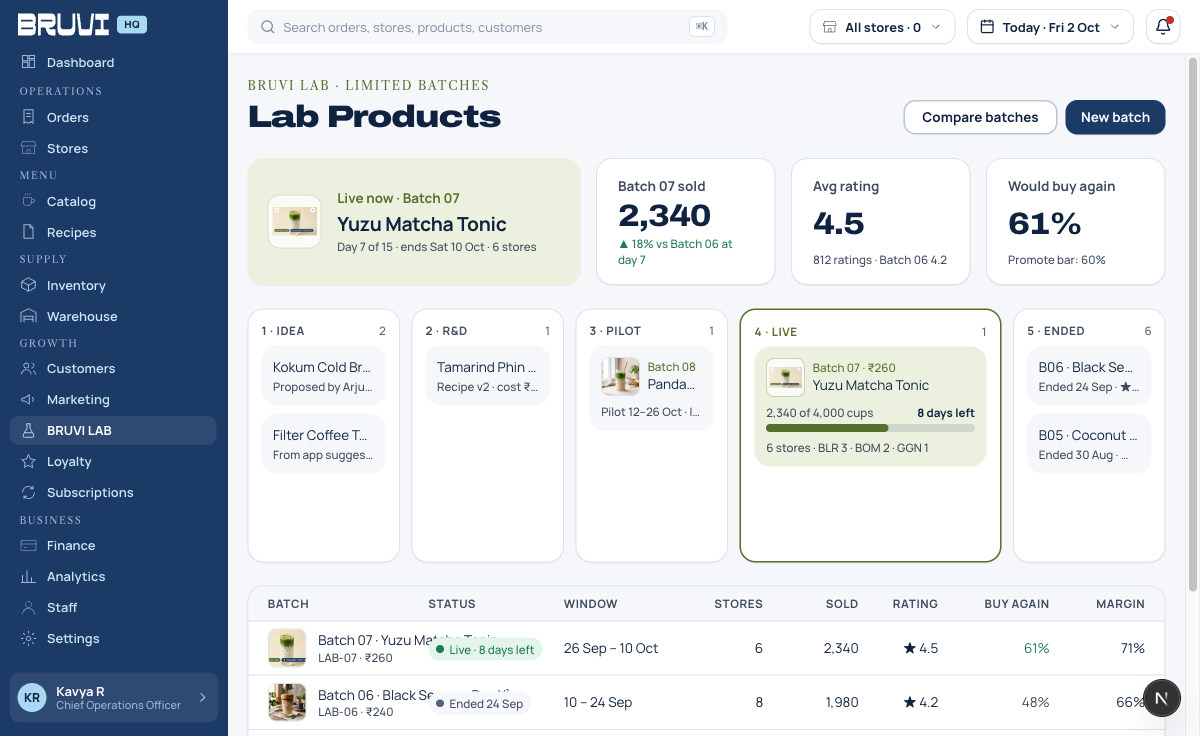 BRUVI HQ
Search orders, stores, products, customers
⌘K
All stores · 0
Today · Fri 2 Oct
Dashboard
OPERATIONS
Orders
Stores
MENU
Catalog
Recipes
SUPPLY
Inventory
Warehouse
GROWTH
Customers
Marketing
BRUVI LAB
Loyalty
Subscriptions
BUSINESS
Finance
Analytics
Staff
Settings
KR
Kavya R
Chief Operations Officer
BRUVI LAB · LIMITED BATCHES
Lab Products
Compare batches
New batch
Live now · Batch 07
Yuzu Matcha Tonic
Day 7 of 15 · ends Sat 10 Oct · 6 stores
Batch 07 sold
2,340
▲ 18% vs Batch 06 at
day 7
Avg rating
4.5
812 ratings · Batch 06 4.2
Would buy again
61%
Promote bar: 60%
1 · IDEA 2
Kokum Cold Br...
Proposed by Arju...
Filter Coffee T...
From app sugges...
2 · R&D 1
Tamarind Phin ...
Recipe v2 · cost ₹...
3 · PILOT 1
Batch 08
Panda...
Pilot 12–26 Oct · I...
4 · LIVE 1
Batch 07 · ₹260
Yuzu Matcha Tonic
2,340 of 4,000 cups 8 days left
6 stores · BLR 3 · BOM 2 · GGN 1
5 · ENDED 6
B06 · Black Se...
Ended 24 Sep · ★...
B05 · Coconut ...
Ended 30 Aug · ...
BATCH STATUS WINDOW STORES SOLD RATING BUY AGAIN MARGIN
Batch 07 · Yuzu Matcha Tonic Live · 8 days left 26 Sep – 10 Oct 6 2,340 ★ 4.5 61% 71%
LAB-07 · ₹260
Batch 06 · Black Ended 24 Sep 10 – 24 Sep 8 1,980 ★ 4.2 48% 66%
LAB-06 · ₹240
N